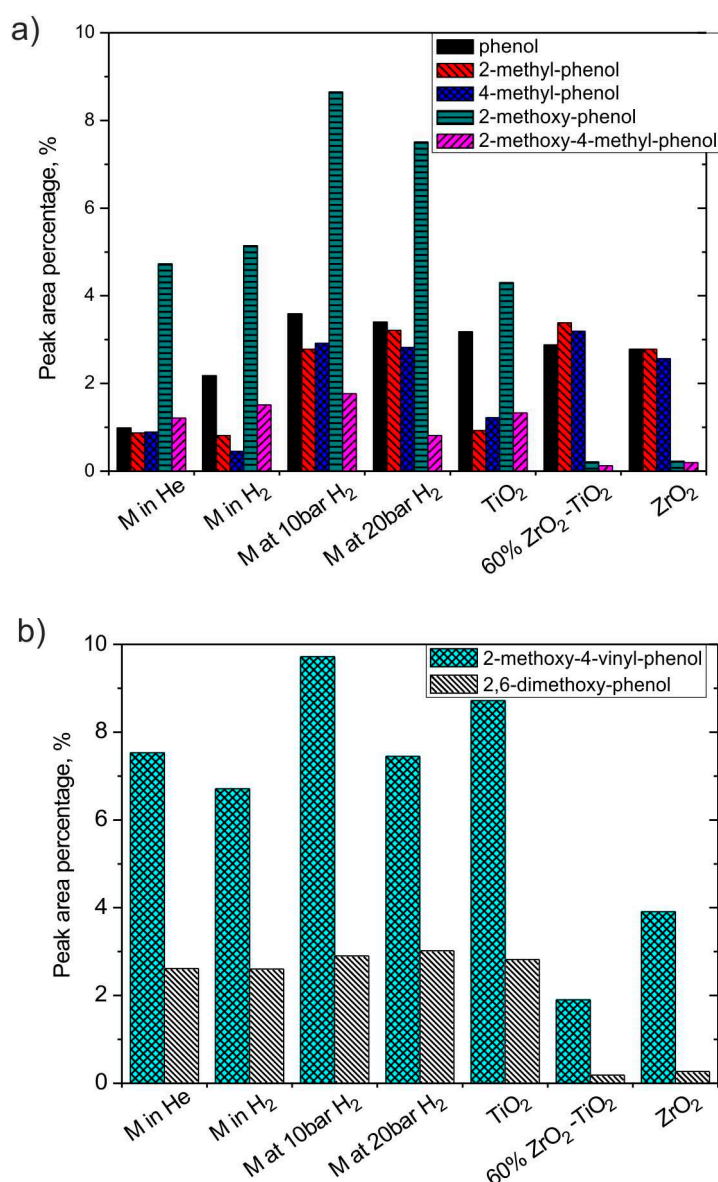 a)
10
8
6
4
2
0
Peak area percentage, %
phenol
2-methyl-phenol
4-methyl-phenol
2-methoxy-phenol
2-methoxy-4-methyl-phenol
M in He
M in H₂
M at 10bar H₂
M at 20bar H₂
TiO₂
60% ZrO₂-TiO₂
ZrO₂
b)
10
8
6
4
2
0
Peak area percentage, %
2-methoxy-4-vinyl-phenol
2,6-dimethoxy-phenol
M in He
M in H₂
M at 10bar H₂
M at 20bar H₂
TiO₂
60% ZrO₂-TiO₂
ZrO₂